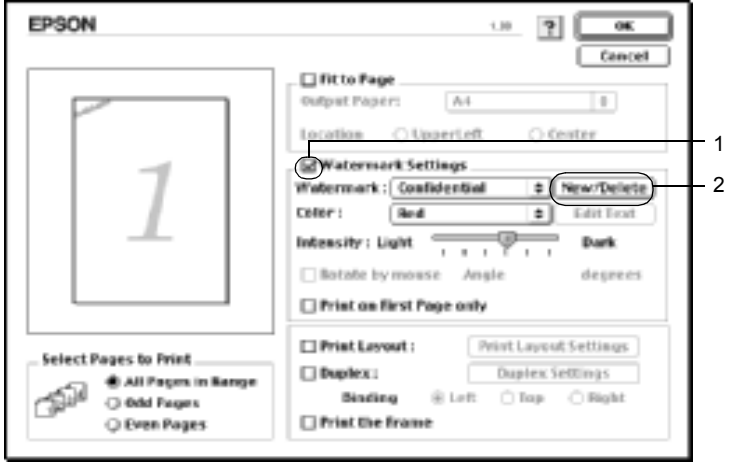 EPSON
1.30
?
OK
Cancel
Fit to Page
Output Paper: A4
Location UpperLeft Center
1
Watermark Settings
Watermark: Confidential New/Delete
2
Color: Red Edit Text
Intensity: Light Dark
Rotate by mouse Angle degrees
Print on First Page only
1
Print Layout: Print Layout Settings
Duplex: Duplex Settings
Binding Left Top Right
Print the frame
Select Pages to Print
All Pages in Range
Odd Pages
Even Pages